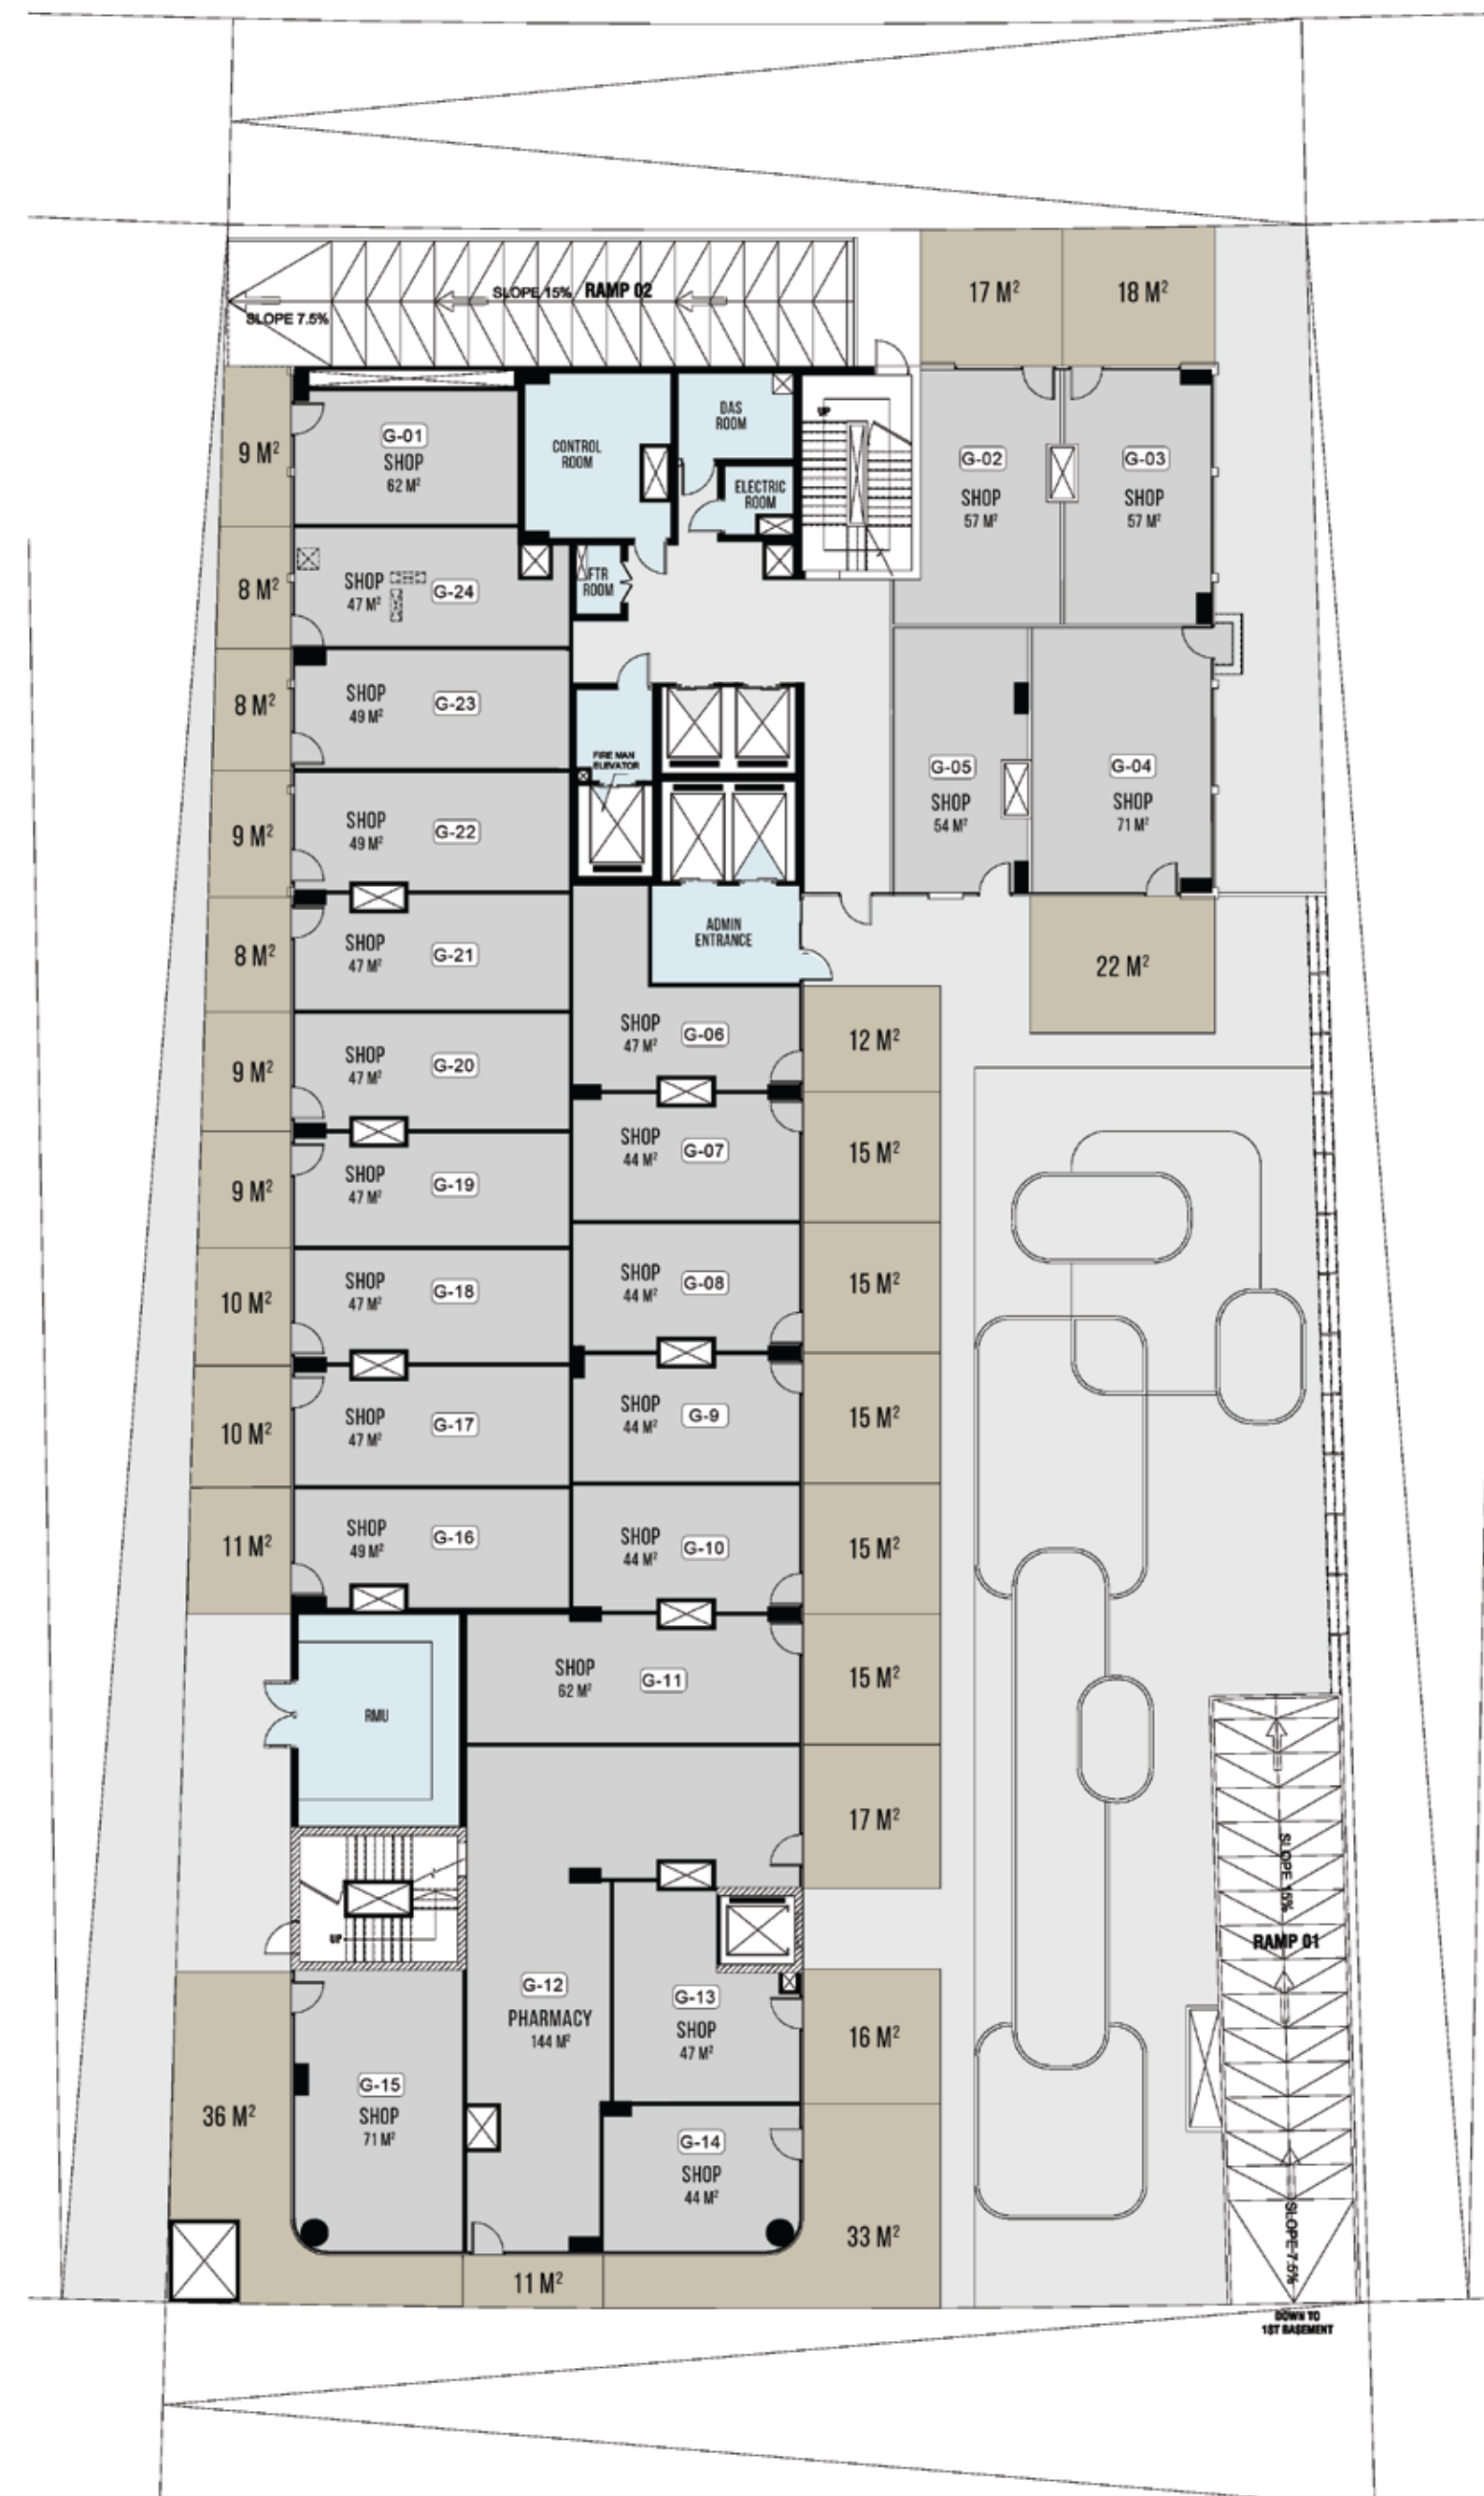 17 M²
18 M²
SLOPE 15% RAMP 02
SLOPE 7.5%
9 M²
G-01
SHOP
62 M²
CONTROL
ROOM
DAS
ROOM
ELECTRIC
ROOM
UP
G-02
SHOP
57 M²
G-03
SHOP
57 M²
8 M²
SHOP
47 M²
G-24
FTR
ROOM
8 M²
SHOP
49 M²
G-23
FIRE MAN
ELEVATOR
G-05
SHOP
54 M²
G-04
SHOP
71 M²
9 M²
SHOP
49 M²
G-22
8 M²
SHOP
47 M²
G-21
ADMIN
ENTRANCE
22 M²
9 M²
SHOP
47 M²
G-20
SHOP
47 M²
G-06
12 M²
9 M²
SHOP
47 M²
G-19
SHOP
44 M²
G-07
15 M²
10 M²
SHOP
47 M²
G-18
SHOP
44 M²
G-08
15 M²
10 M²
SHOP
47 M²
G-17
SHOP
44 M²
G-9
15 M²
11 M²
SHOP
49 M²
G-16
SHOP
44 M²
G-10
15 M²
RMU
SHOP
62 M²
G-11
15 M²
17 M²
UP
SLOPE 15%
RAMP 01
G-12
PHARMACY
144 M²
G-13
SHOP
47 M²
16 M²
36 M²
G-15
SHOP
71 M²
G-14
SHOP
44 M²
33 M²
11 M²
SLOPE 7.5%
DOWN TO
1ST BASEMENT